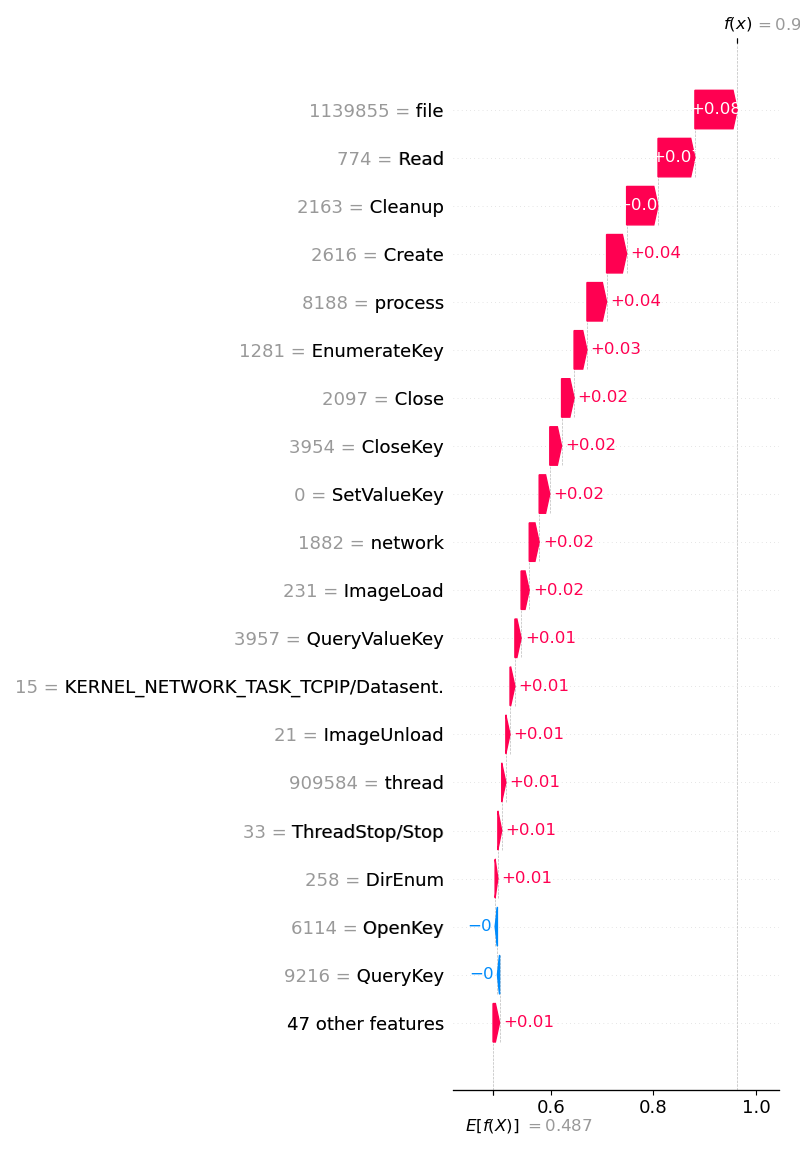 f(x) = 0.9
1139855 = file
+0.08
774 = Read
+0.0
2163 = Cleanup
0.0
2616 = Create
+0.04
8188 = process
+0.04
1281 = EnumerateKey
+0.03
2097 = Close
+0.02
3954 = CloseKey
+0.02
0 = SetValueKey
+0.02
1882 = network
+0.02
231 = ImageLoad
+0.02
3957 = QueryValueKey
+0.01
15 = KERNEL_NETWORK_TASK_TCPIP/Datasent.
+0.01
21 = ImageUnload
+0.01
909584 = thread
+0.01
33 = ThreadStop/Stop
+0.01
258 = DirEnum
+0.01
6114 = OpenKey
−0
9216 = QueryKey
−0
47 other features
+0.01
0.6 0.8 1.0
E[f(X)] = 0.487